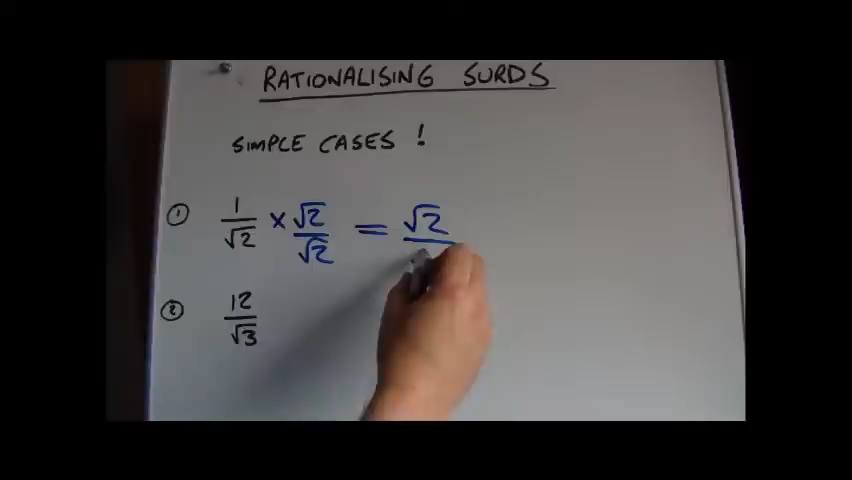 RATIONALISING SURDS
SIMPLE CASES !
① 1/√2 × √2/√2 = √2
② 12/√3